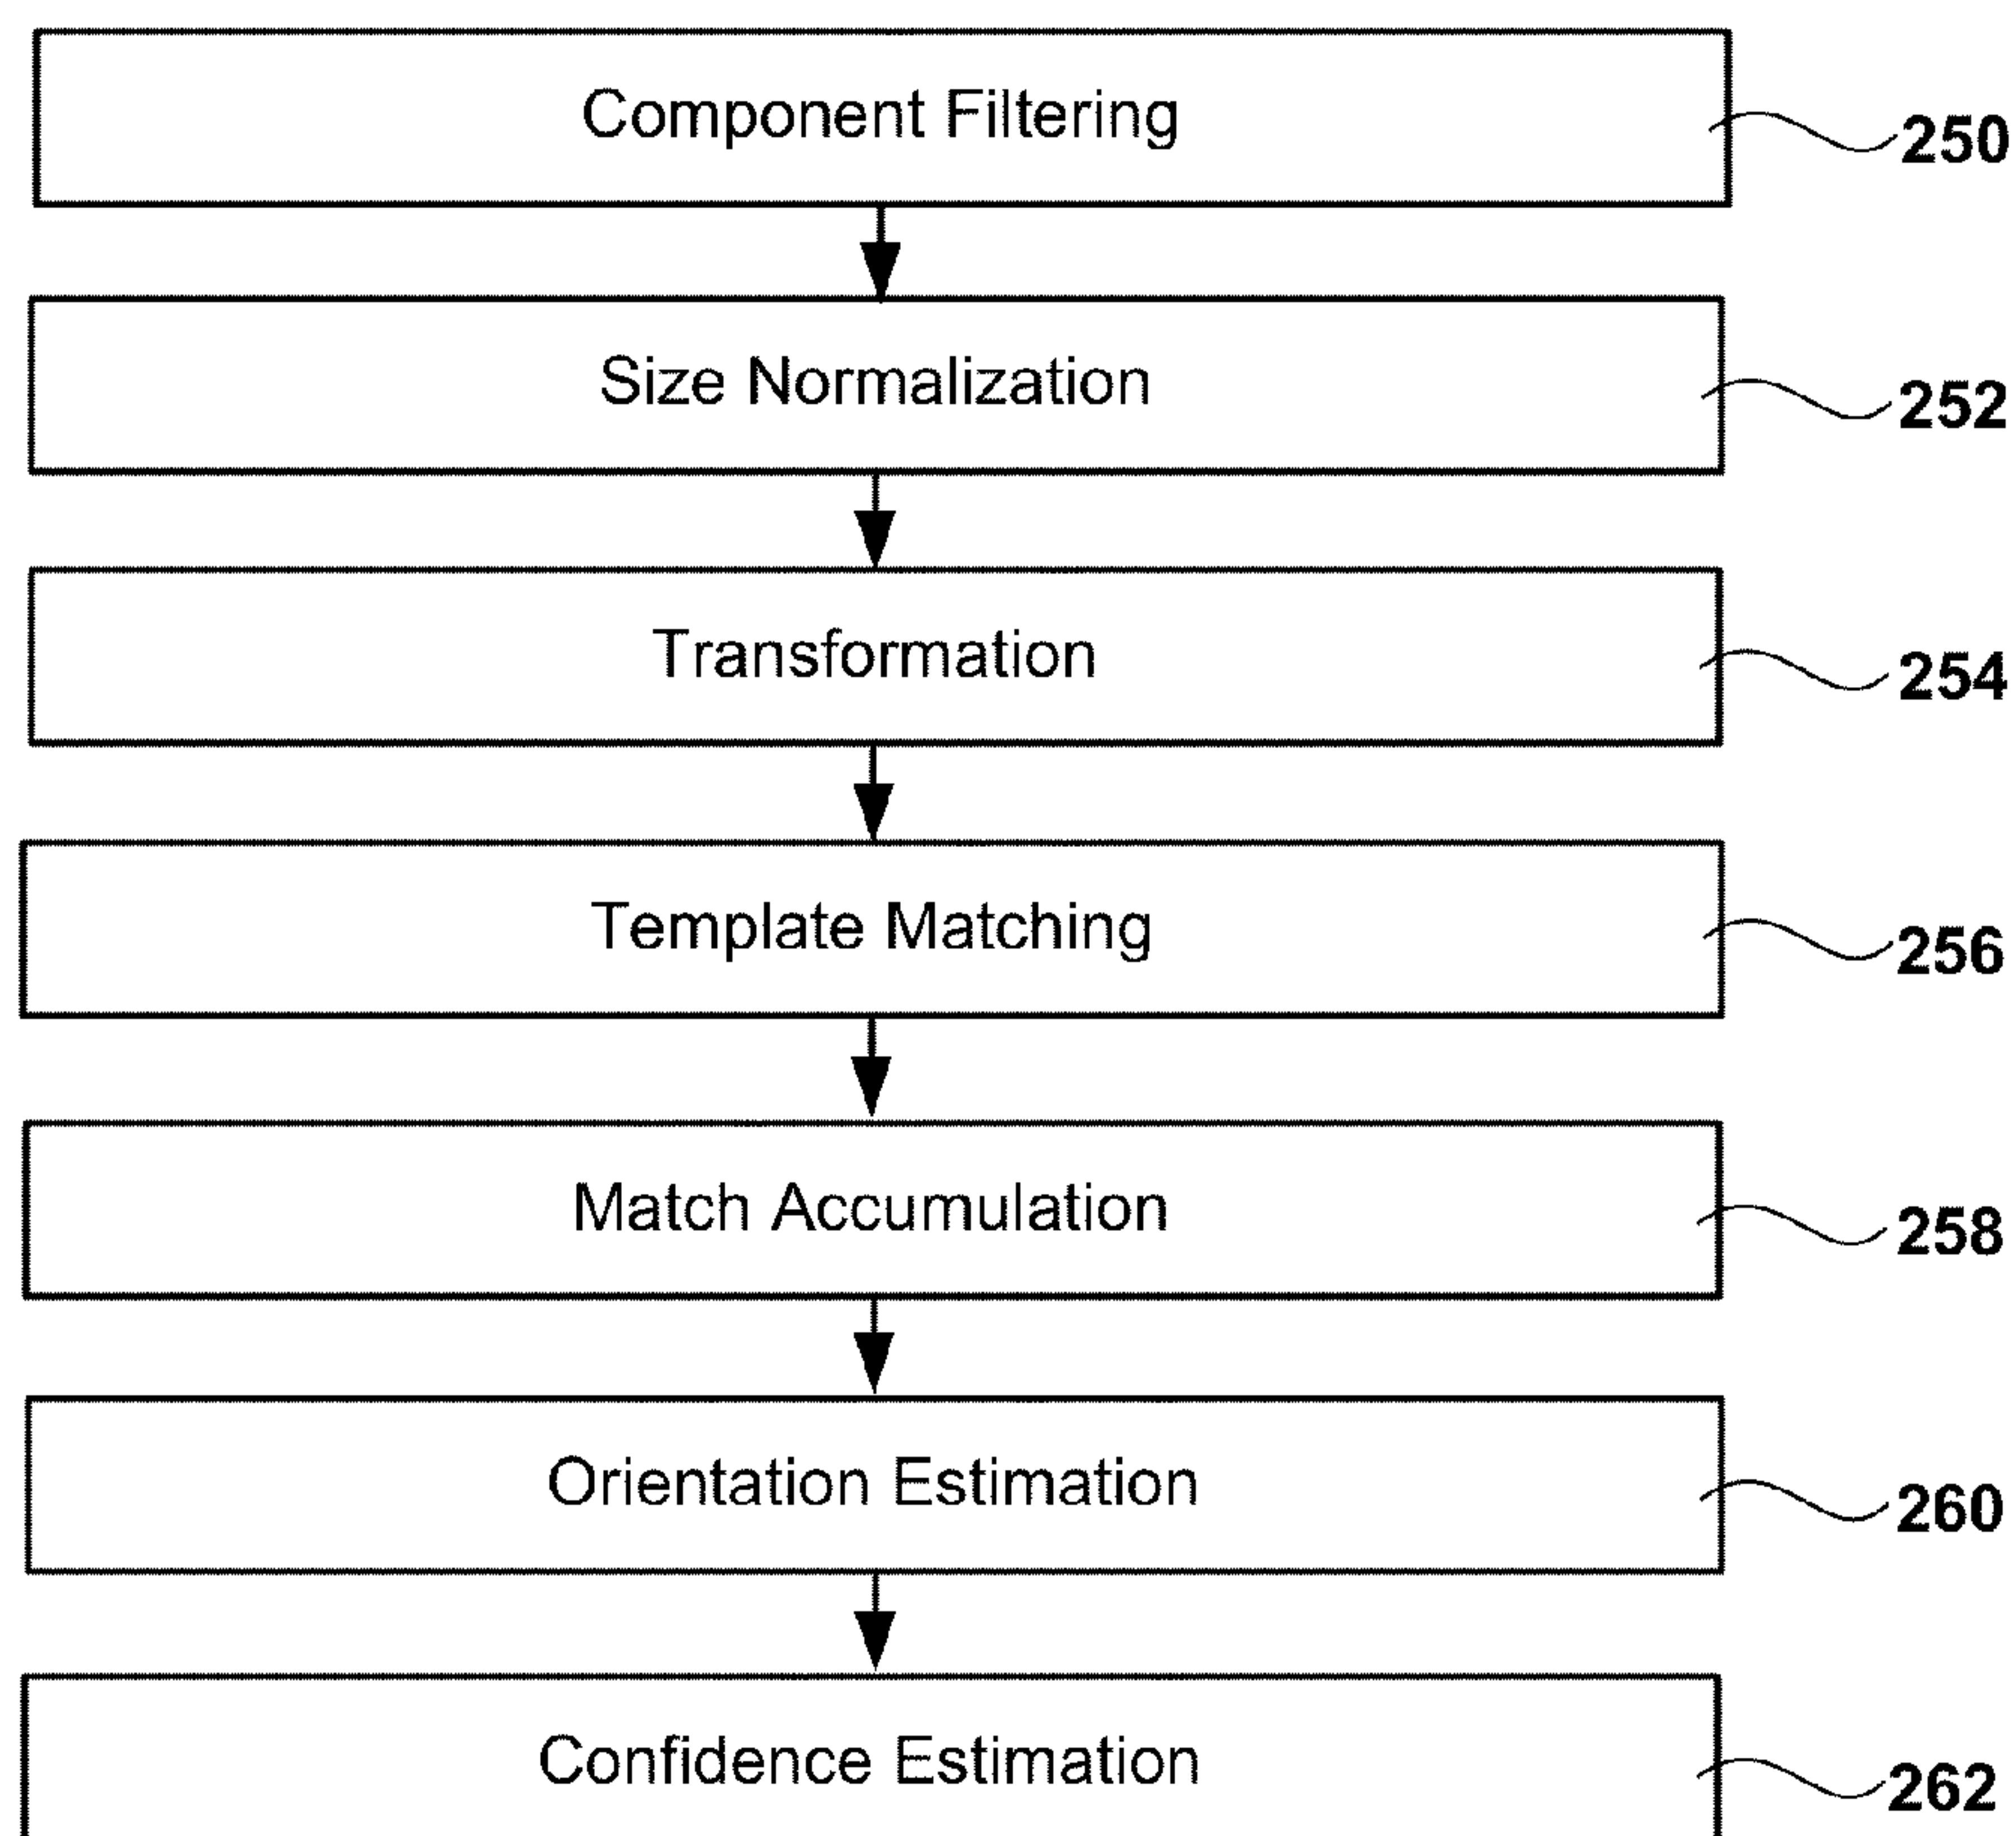 Component Filtering 250
Size Normalization 252
Transformation 254
Template Matching 256
Match Accumulation 258
Orientation Estimation 260
Confidence Estimation 262